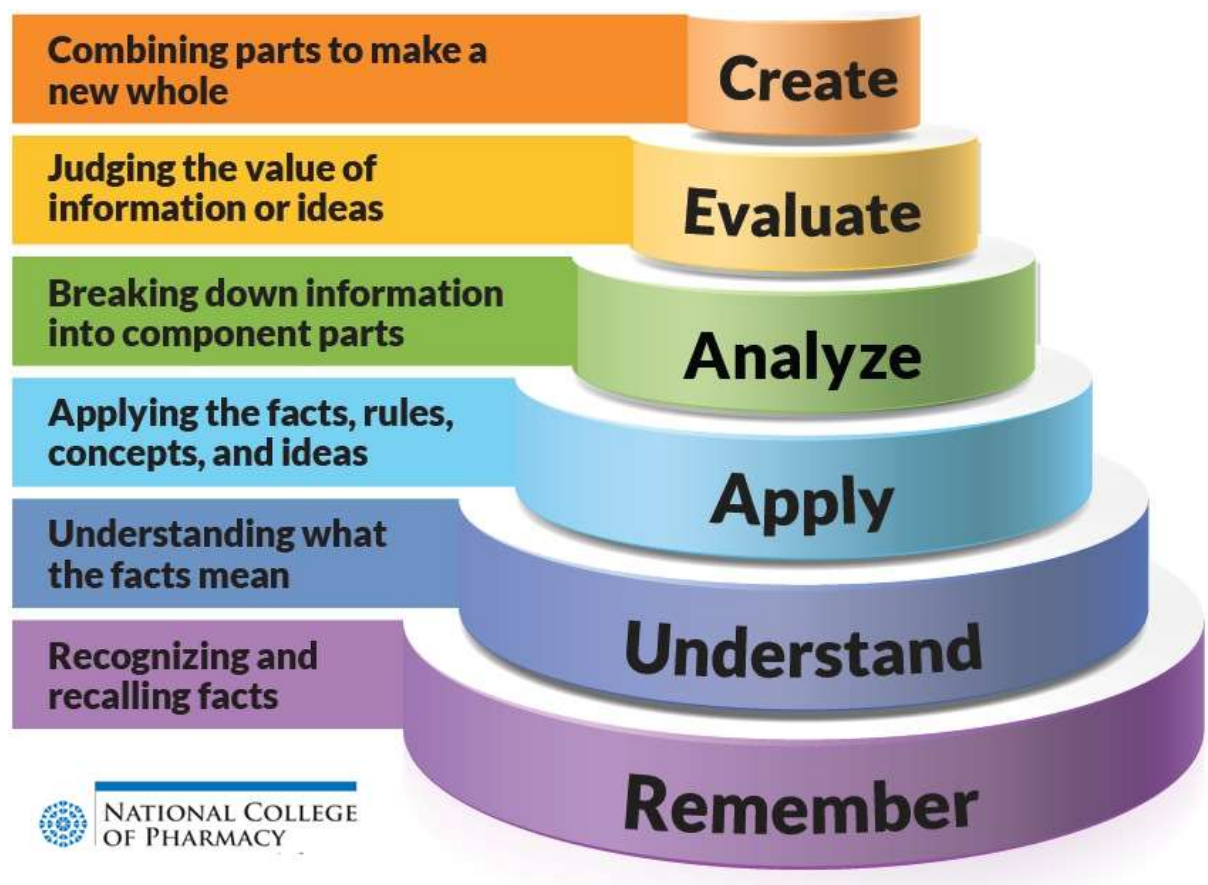 Combining parts to make a
new whole
Create
Judging the value of
information or ideas
Evaluate
Breaking down information
into component parts
Analyze
Applying the facts, rules,
concepts, and ideas
Apply
Understanding what
the facts mean
Understand
Recognizing and
recalling facts
Remember
NATIONAL COLLEGE
OF PHARMACY